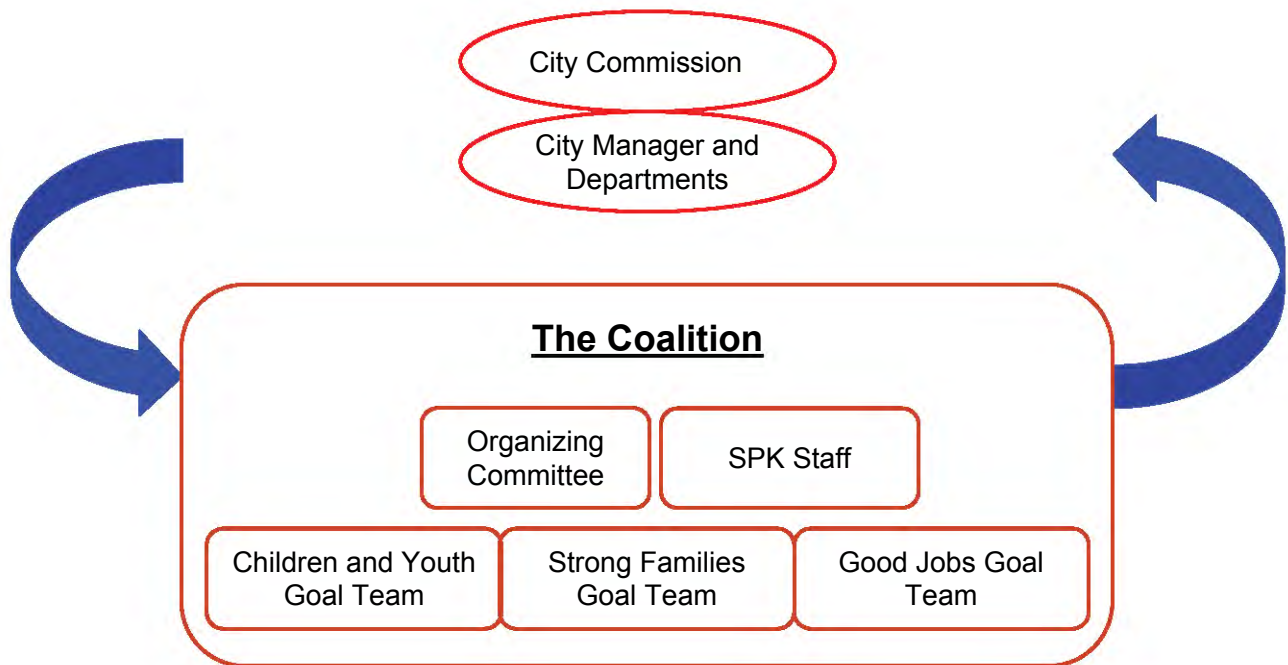 City Commission
City Manager and
Departments
The Coalition
Organizing
Committee
SPK Staff
Children and Youth
Goal Team
Strong Families
Goal Team
Good Jobs Goal
Team